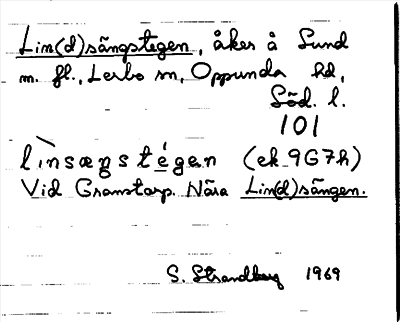 Lin(d)sängstegen, åker å Sund
m. fl., Lerbo sn, Oppunda hd,
Söd. l.
101
lìnsæŋstégen (ek 9G7h)
Vid Granstorp. Nära Lin(d)sängen.
S. Strandberg 1969